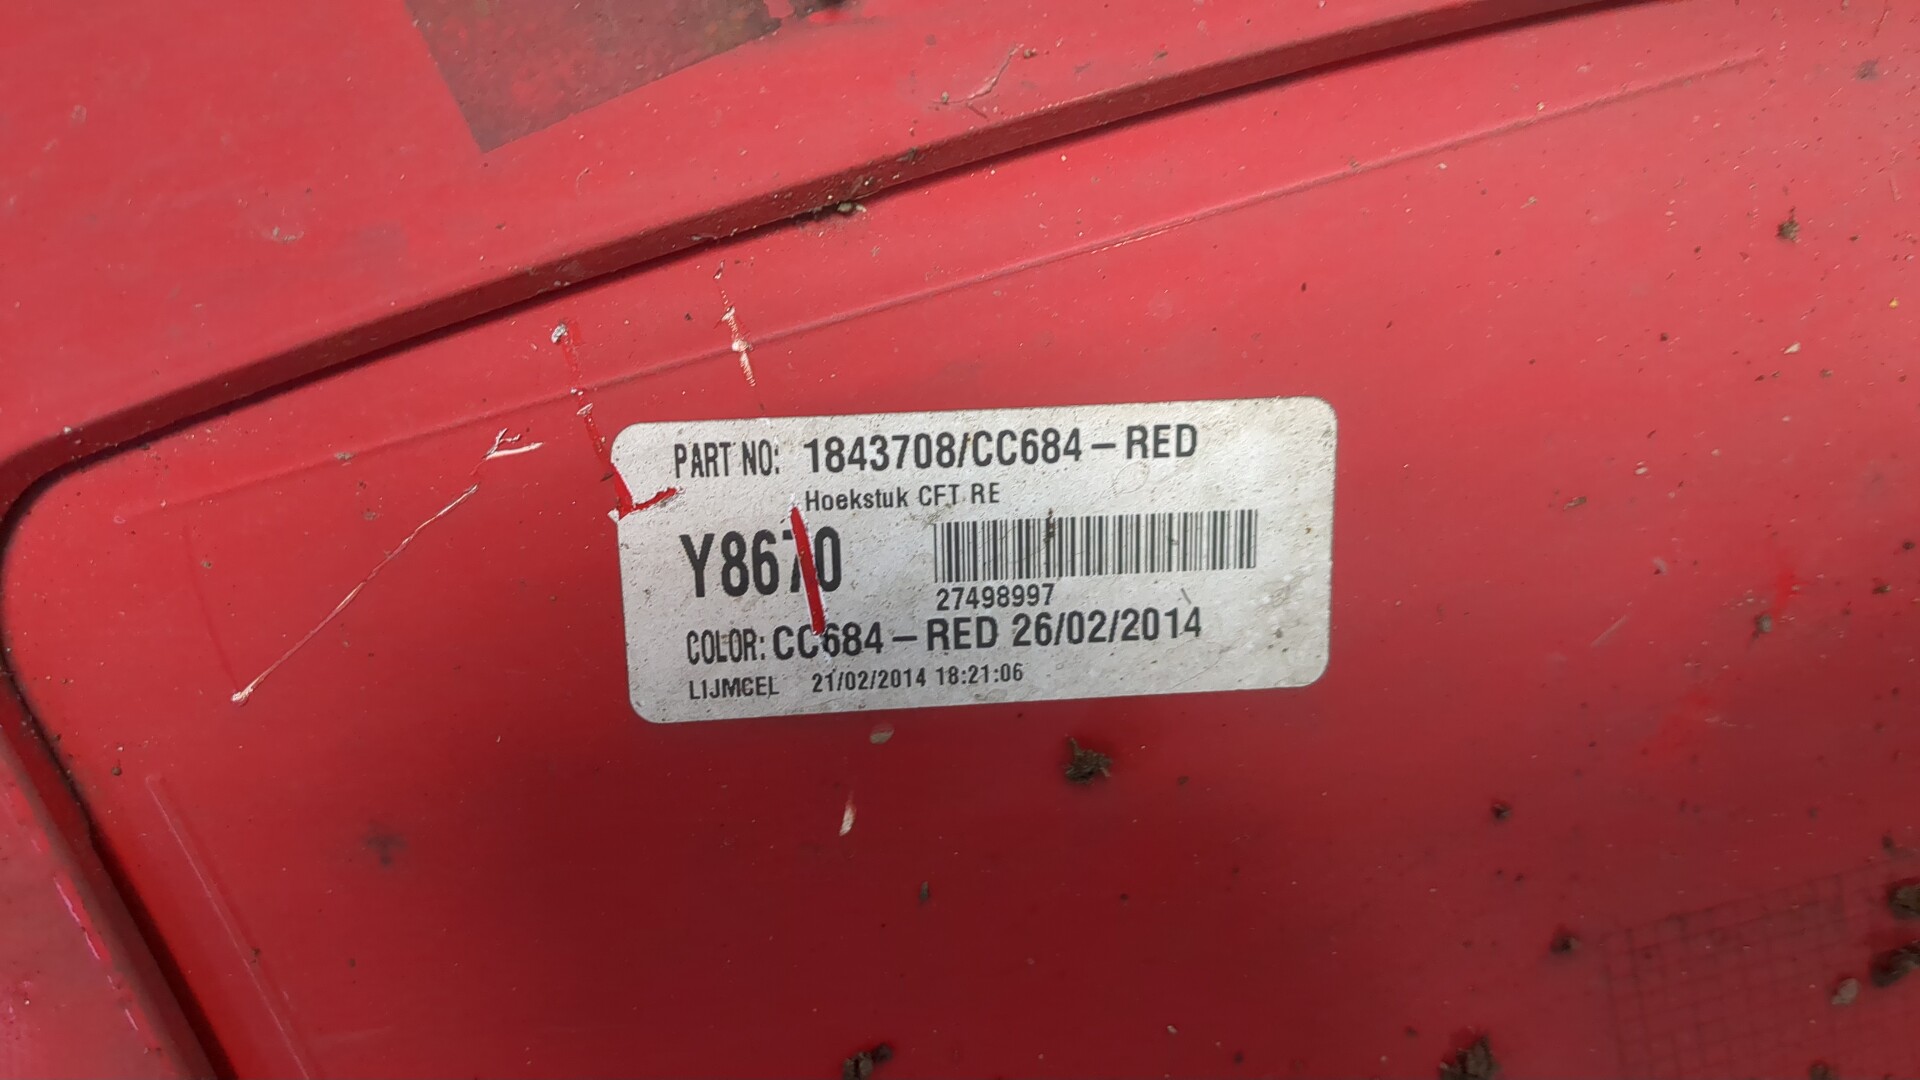 PART NO: 1843708/CC684-RED
Hoekstuk CFT RE
Y8670
27498997
COLOR: CC684-RED 26/02/2014
LIJMCEL 21/02/2014 18:21:06